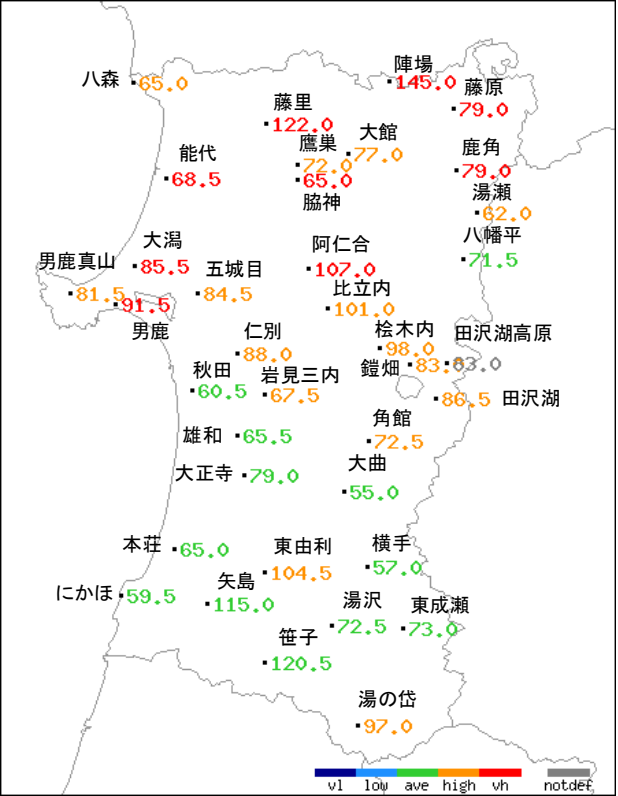 陣場
145.0
八森
65.0
藤原
79.0
藤里
122.0
大館
77.0
鷹巣
72.0
65.0
脇神
能代
68.5
鹿角
79.0
湯瀬
62.0
八幡平
71.5
大潟
85.5
阿仁合
107.0
男鹿真山
81.5
五城目
84.5
比立内
101.0
91.5
男鹿
仁別
88.0
桧木内
98.0
田沢湖高原
83.0
鎧畑
83.
秋田
60.5
岩見三内
67.5
86.5 田沢湖
雄和 65.5
角館
72.5
大正寺 79.0
大曲
55.0
本荘
65.0
東由利
104.5
横手
57.0
にかほ 59.5
矢島
115.0
湯沢
72.5
東成瀬
73.0
笹子
120.5
湯の岱
97.0
vl low ave high vh notdef